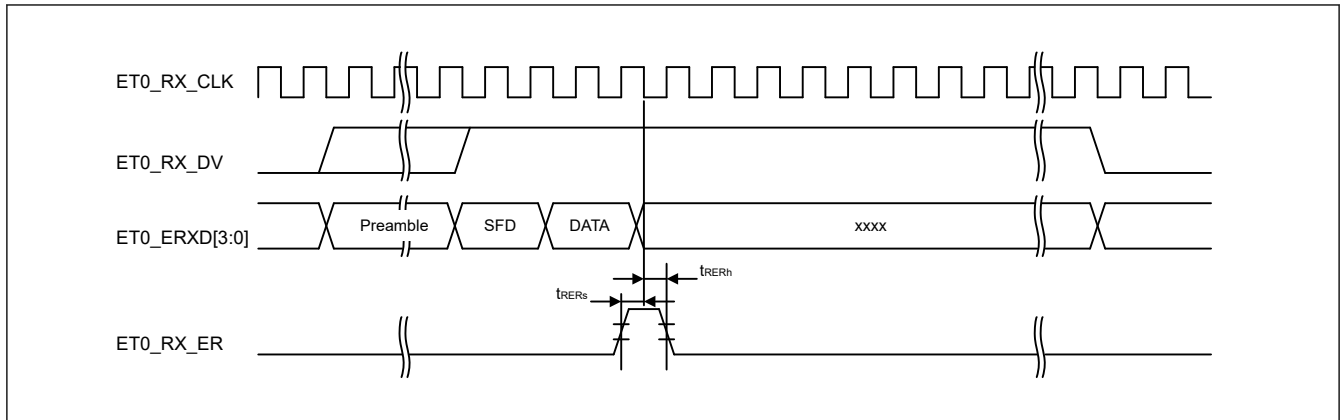 ET0_RX_CLK
ET0_RX_DV
ET0_ERXD[3:0]
Preamble SFD DATA xxxx
tRERh
tRERs
ET0_RX_ER